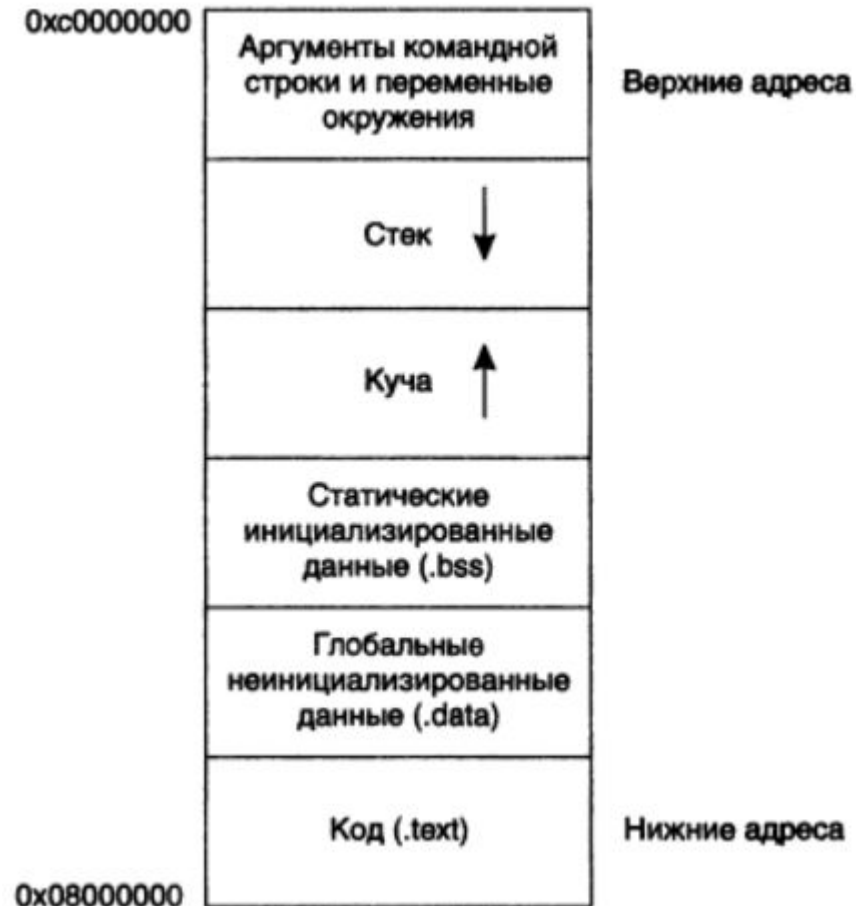 0xc0000000
Аргументы командной
строки и переменные
окружения
Верхние адреса
Стек
Куча
Статические
инициализированные
данные (.bss)
Глобальные
неинициализированные
данные (.data)
Код (.text)
Нижние адреса
0x08000000